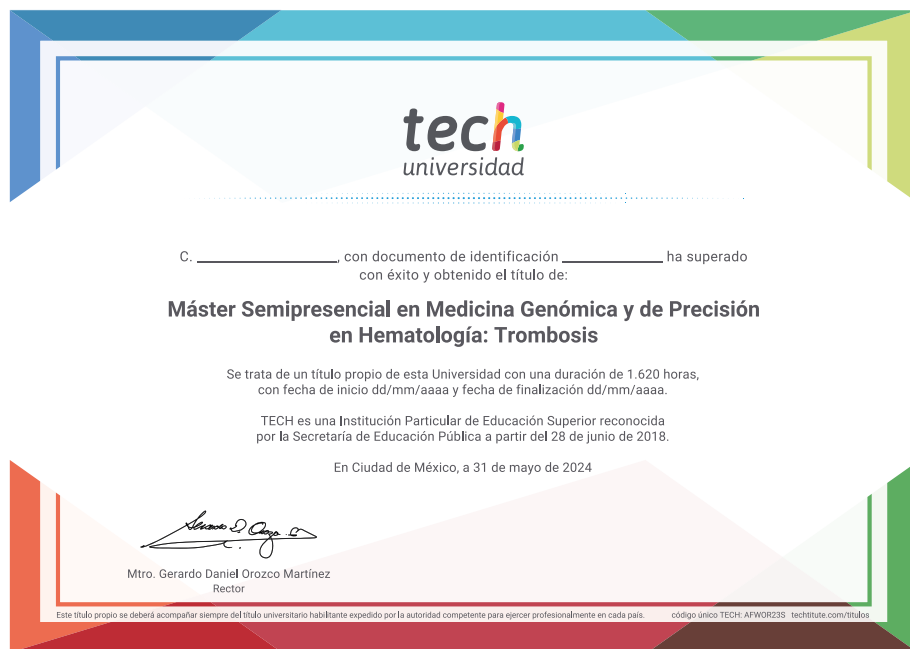 tech
universidad
C. ____________________, con documento de identificación ______________ ha superado
con éxito y obtenido el título de:
Máster Semipresencial en Medicina Genómica y de Precisión
en Hematología: Trombosis
Se trata de un título propio de esta Universidad con una duración de 1.620 horas,
con fecha de inicio dd/mm/aaaa y fecha de finalización dd/mm/aaaa.
TECH es una Institución Particular de Educación Superior reconocida
por la Secretaría de Educación Pública a partir del 28 de junio de 2018.
En Ciudad de México, a 31 de mayo de 2024
Mtro. Gerardo Daniel Orozco Martínez
Rector
Este título propio se deberá acompañar siempre del título universitario habilitante expedido por la autoridad competente para ejercer profesionalmente en cada país. código único TECH: AFWOR23S techtitute.com/titulos